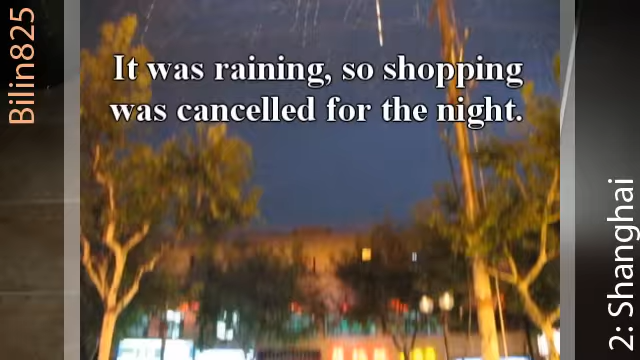 Bilin825
It was raining, so shopping
was cancelled for the night.
2: Shanghai